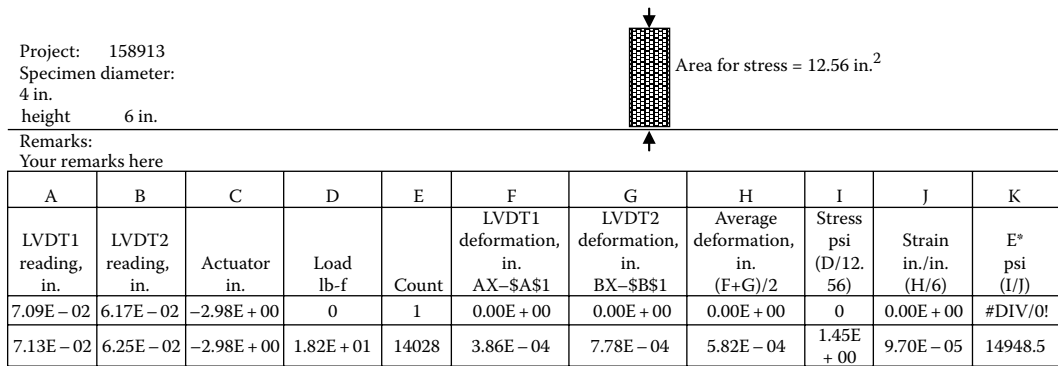 Project: 158913
Specimen diameter:
4 in.
height 6 in.
Area for stress = 12.56 in.²
Remarks:
Your remarks here
A B C D E F G H I J K
LVDT1 reading, in. LVDT2 reading, in. Actuator in. Load lb-f Count LVDT1 deformation, in. AX–$A$1 LVDT2 deformation, in. BX–$B$1 Average deformation, in. (F+G)/2 Stress psi (D/12.56) Strain in./in. (H/6) E* psi (I/J)
7.09E – 02 6.17E – 02 –2.98E + 00 0 1 0.00E + 00 0.00E + 00 0.00E + 00 0 0.00E + 00 #DIV/0!
7.13E – 02 6.25E – 02 –2.98E + 00 1.82E + 01 14028 3.86E – 04 7.78E – 04 5.82E – 04 1.45E + 00 9.70E – 05 14948.5